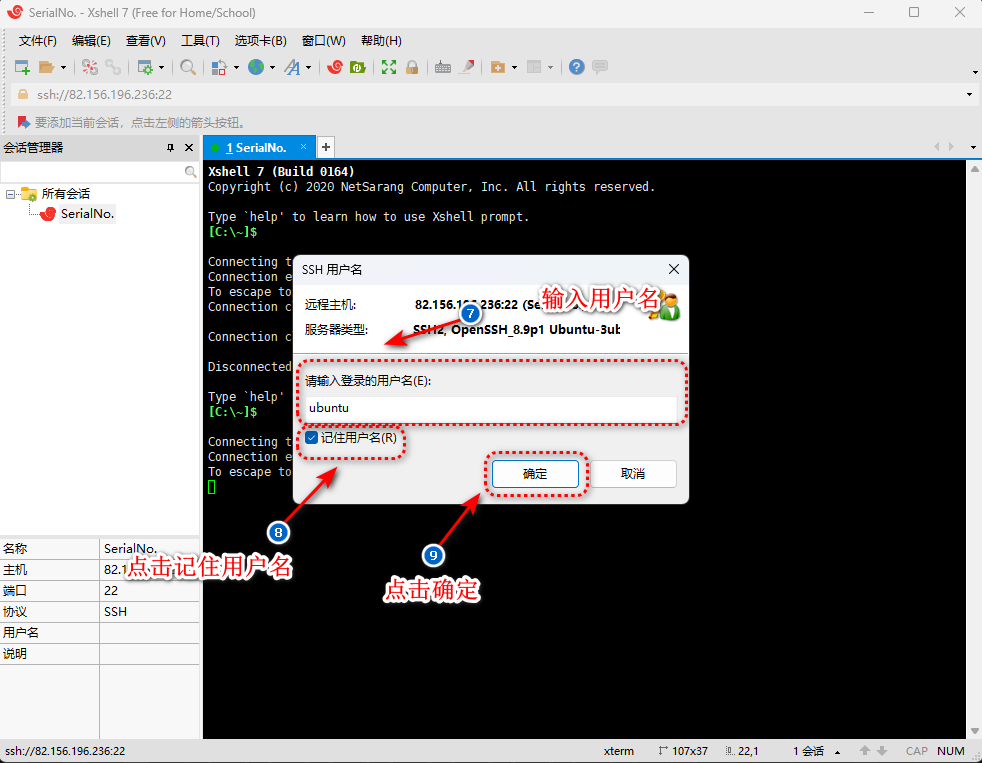 SerialNo. - Xshell 7 (Free for Home/School)
文件(F) 编辑(E) 查看(V) 工具(T) 选项卡(B) 窗口(W) 帮助(H)
ssh://82.156.196.236:22
要添加当前会话，点击左侧的箭头按钮。
会话管理器
1 SerialNo.
所有会话
SerialNo.
Xshell 7 (Build 0164)
Copyright (c) 2020 NetSarang Computer, Inc. All rights reserved.
Type `help' to learn how to use Xshell prompt.
[C:\~]$
Connecting t
Connection e
To escape to
Connection c
Connection c
Disconnected
Type `help'
[C:\~]$
Connecting t
Connection e
To escape to
SSH 用户名
远程主机: 82.156.196.236:22 (Se
输入用户名
7
服务器类型: SSH2, OpenSSH_8.9p1 Ubuntu-3ub
请输入登录的用户名(E):
ubuntu
记住用户名(R)
确定 取消
8
点击记住用户名
9
点击确定
名称 SerialNo.
主机 82.1
端口 22
协议 SSH
用户名
说明
ssh://82.156.196.236:22 xterm 107x37 22,1 1 会话 CAP NUM